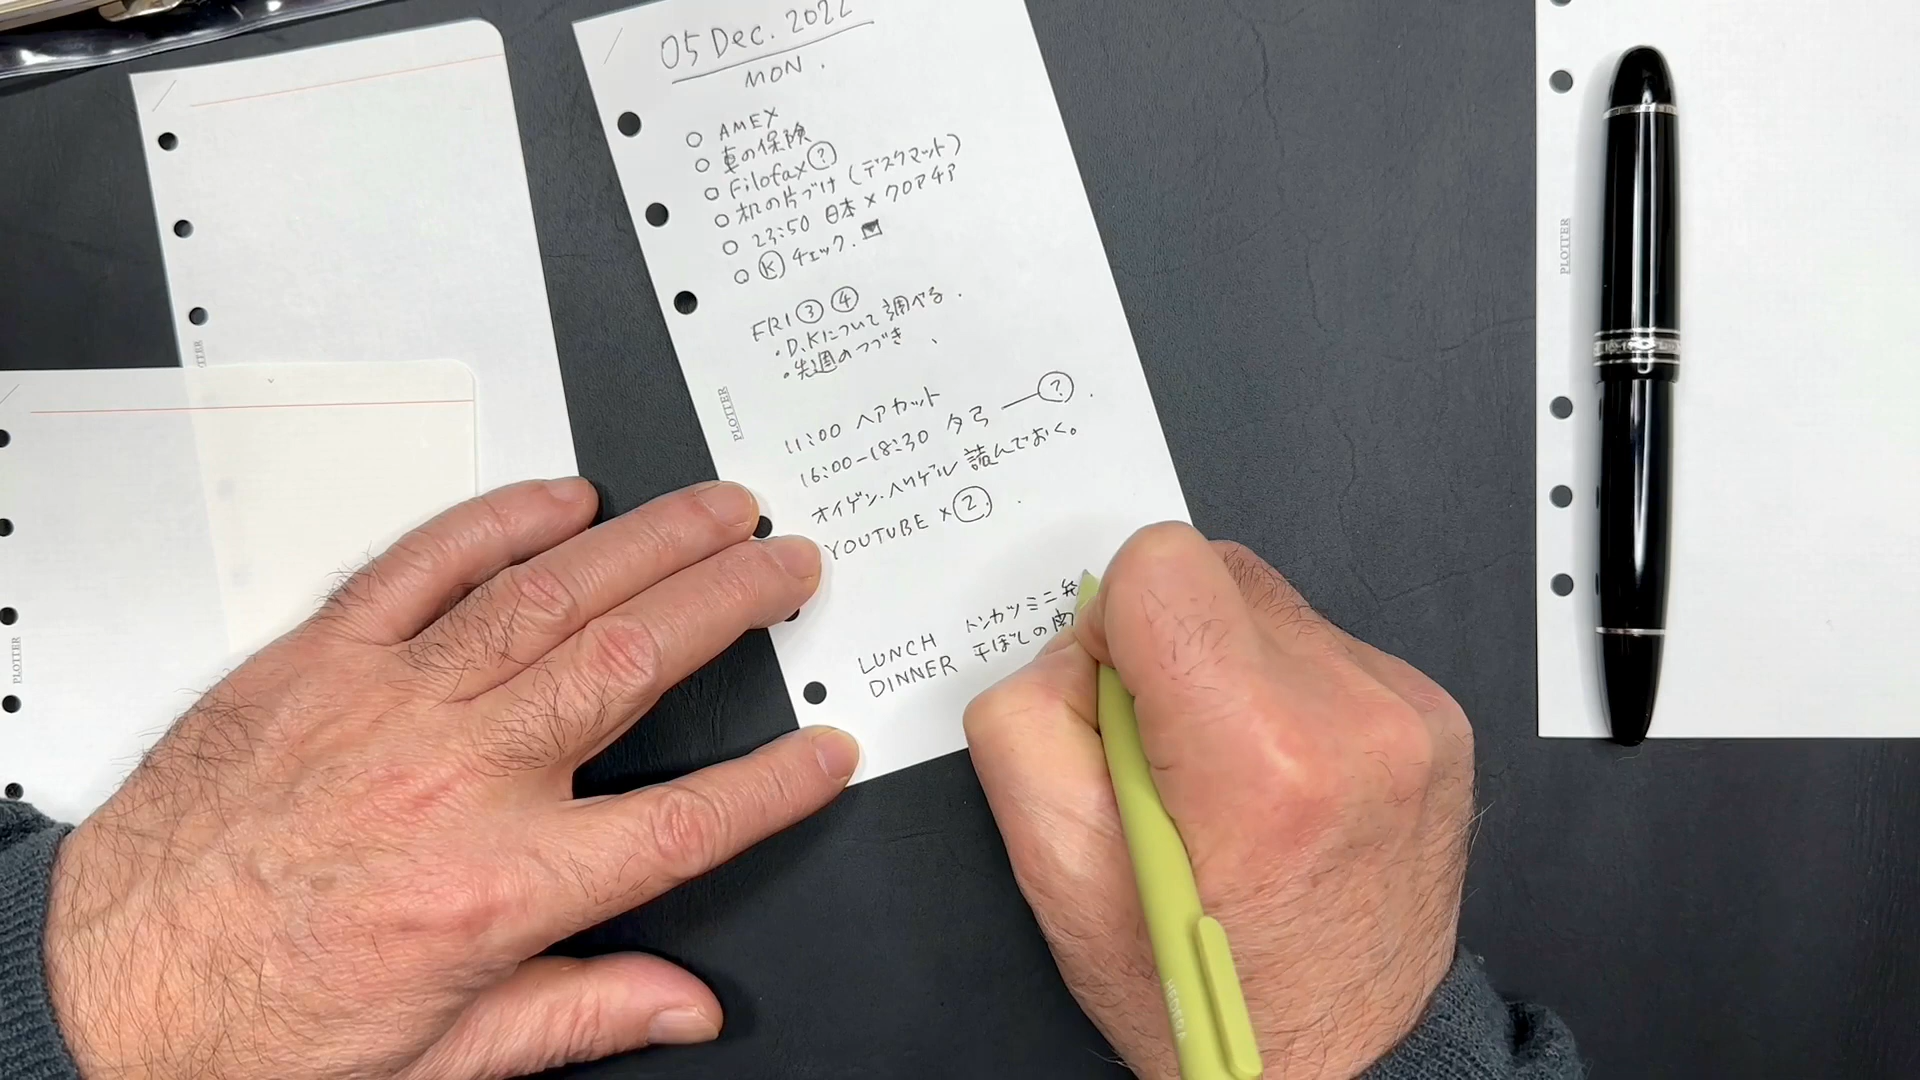 05 Dec. 2022
MON.
○ AMEX
○ 車の保険
○ Filofax ?
○ 机の片づけ (デスクマット)
○ 23:50 日本 × クロアチア
○ Ⓚ チェック.
FRI ③ ④
・D.Kについて調べる.
・先週のつづき
11:00 ヘアカット
16:00-18:30 夕弓 — ?
オイゲン.ヘリゲル 読んでおく。
YOUTUBE × ②
LUNCH トンカツミニ弁
DINNER 平ぼしの
PLOTTER
PLOTTER
PLOTTER
PLOTTER